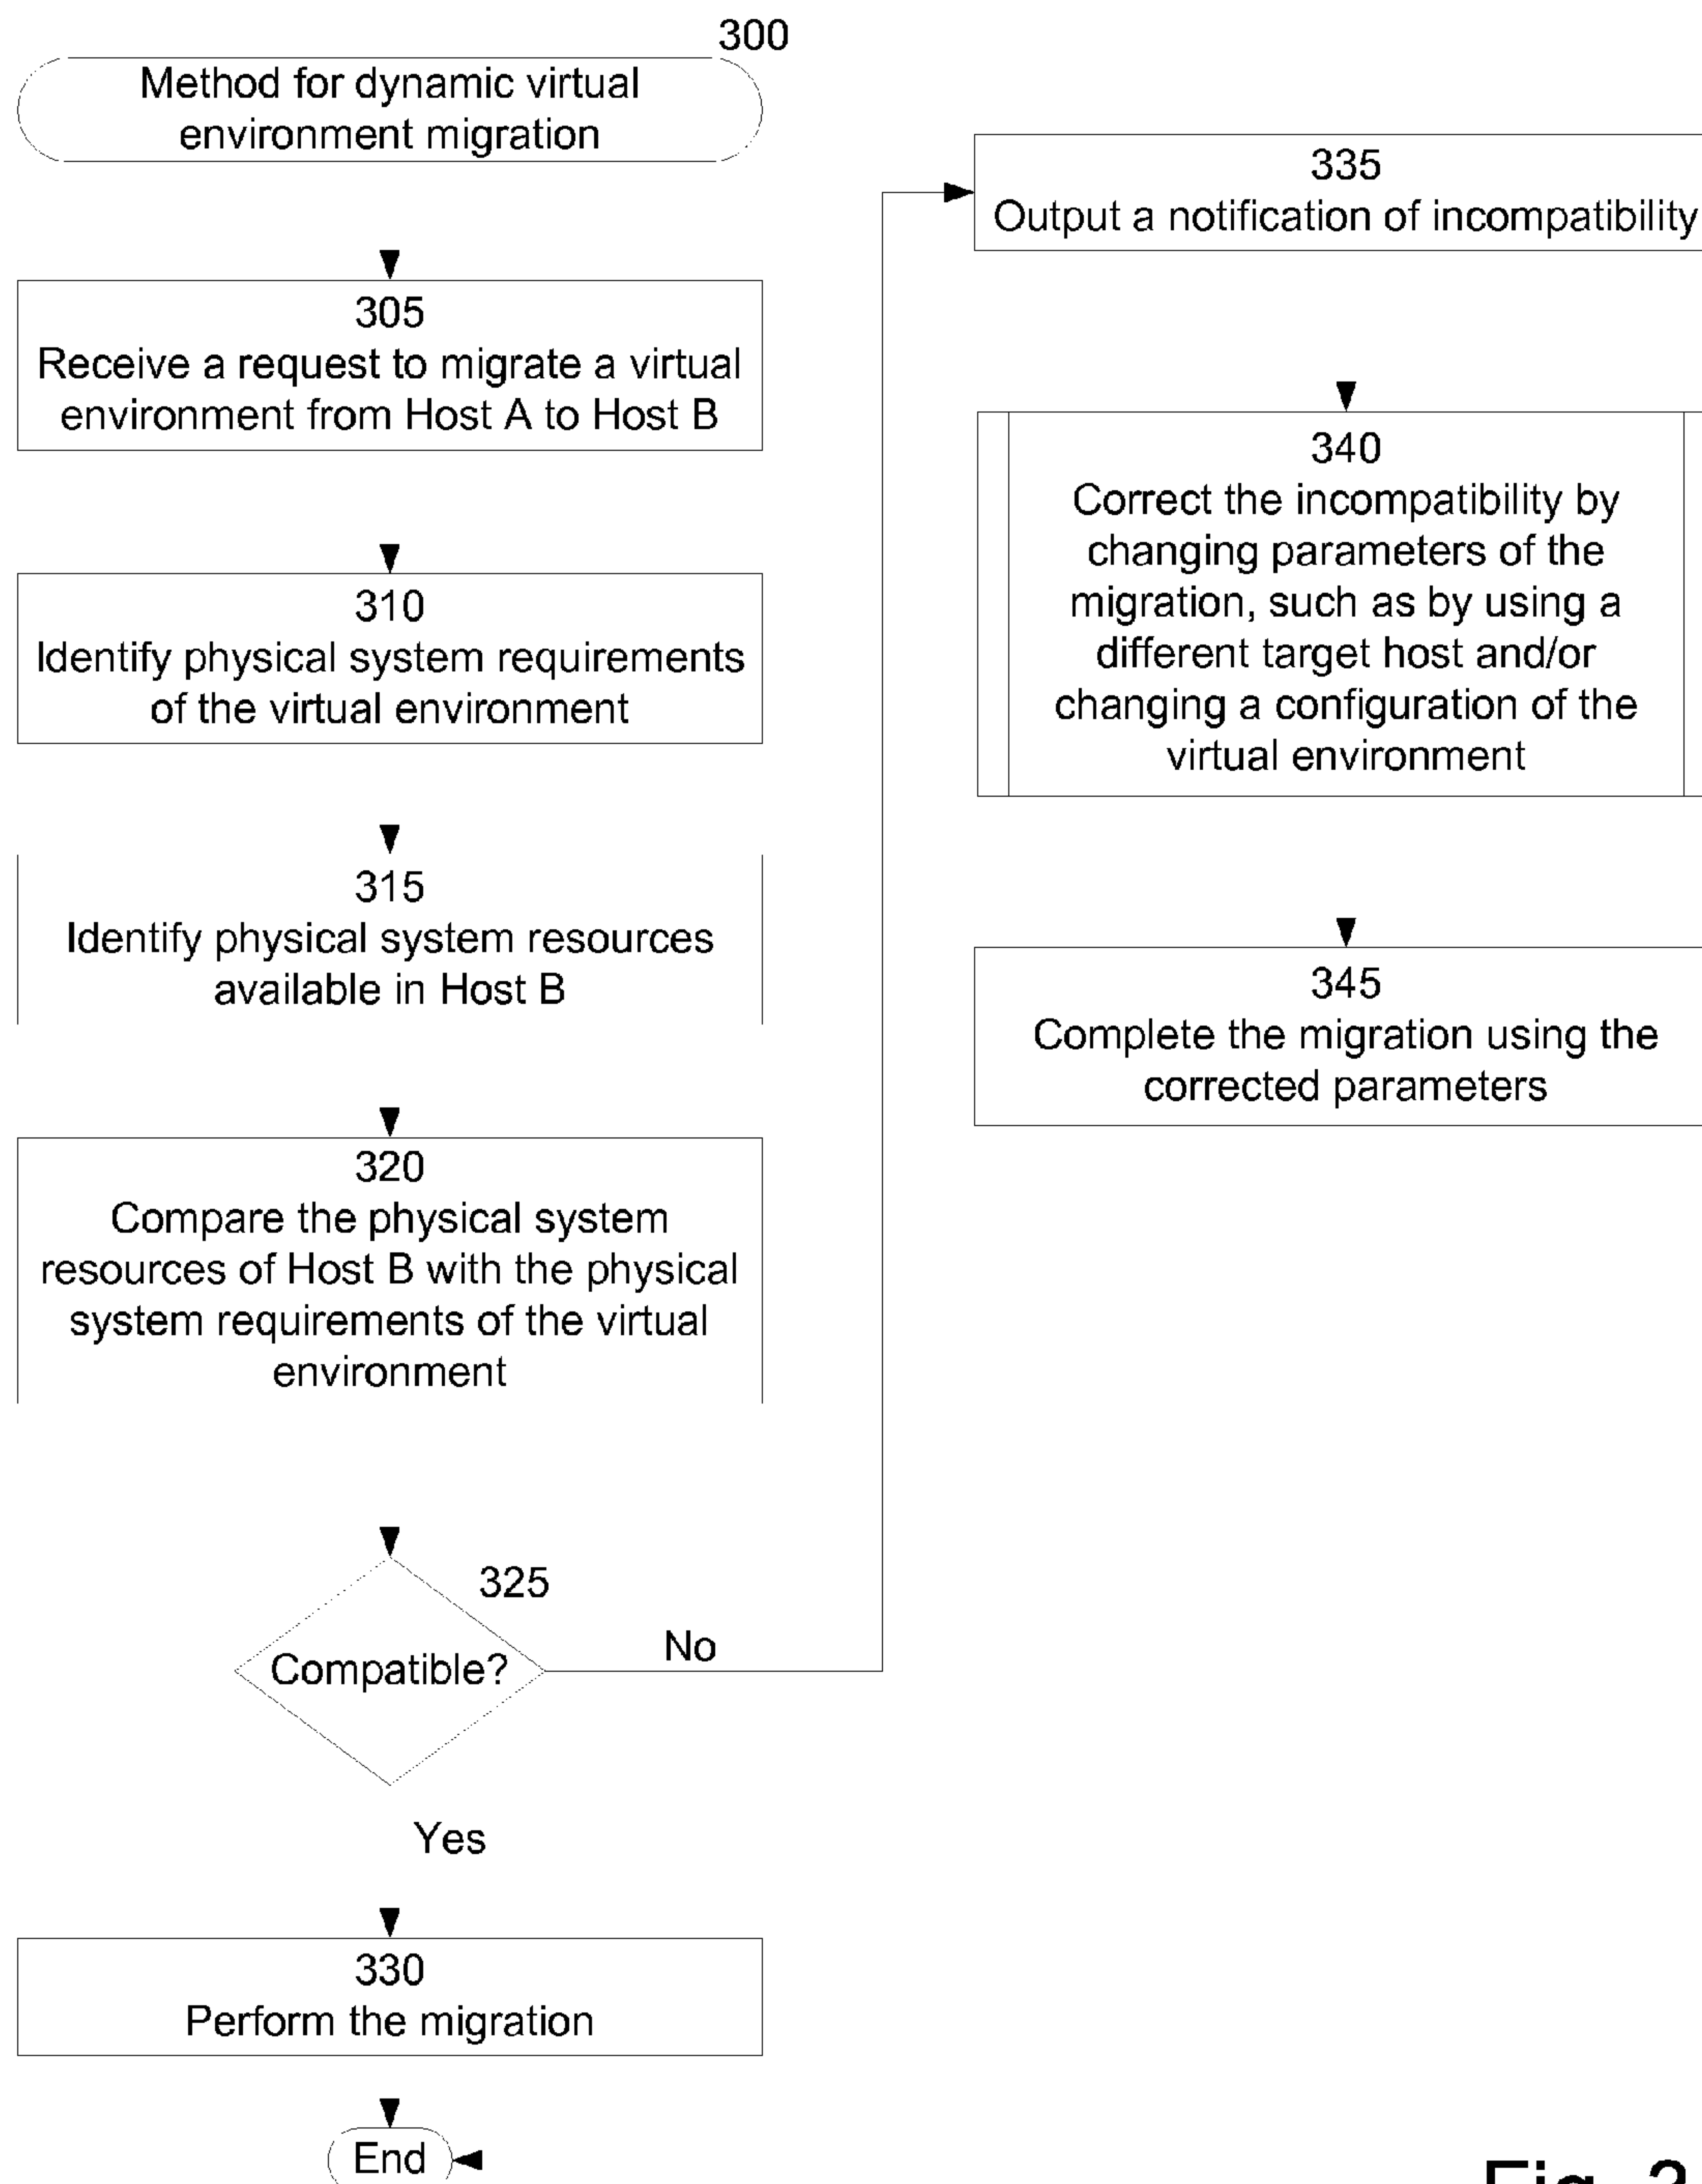 300
Method for dynamic virtual
environment migration
305
Receive a request to migrate a virtual
environment from Host A to Host B
310
Identify physical system requirements
of the virtual environment
315
Identify physical system resources
available in Host B
320
Compare the physical system
resources of Host B with the physical
system requirements of the virtual
environment
325
Compatible?
No
Yes
330
Perform the migration
End
335
Output a notification of incompatibility
340
Correct the incompatibility by
changing parameters of the
migration, such as by using a
different target host and/or
changing a configuration of the
virtual environment
345
Complete the migration using the
corrected parameters
Fig. 3